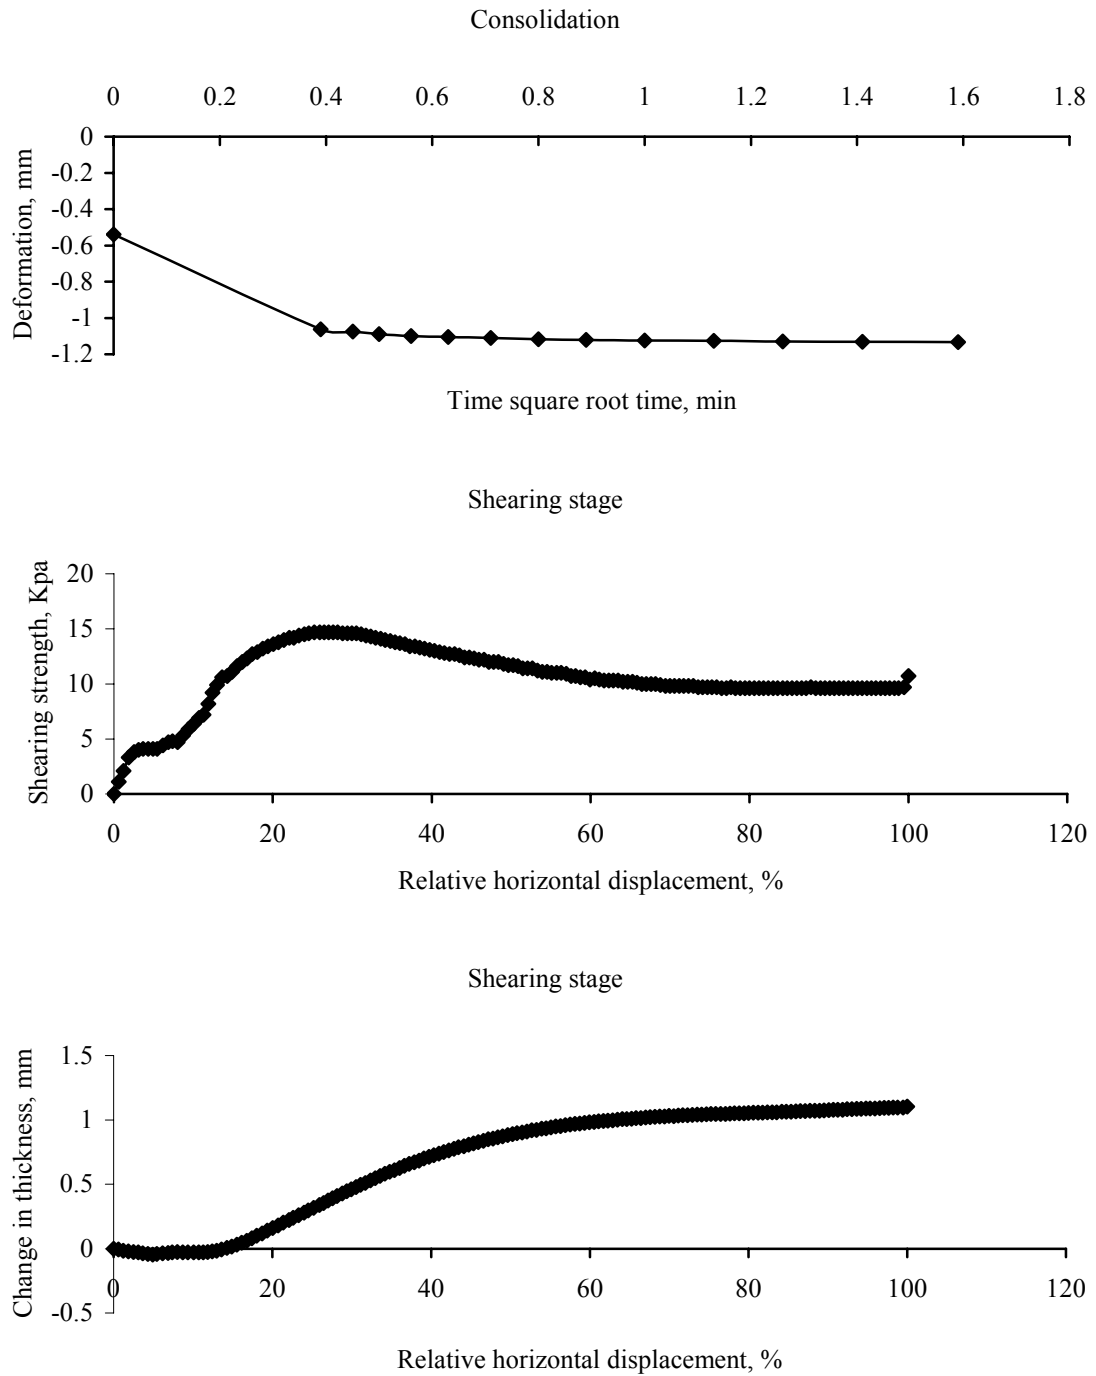 Consolidation
0 0.2 0.4 0.6 0.8 1 1.2 1.4 1.6 1.8
0
-0.2
-0.4
-0.6
-0.8
-1
-1.2
Deformation, mm
Time square root time, min
Shearing stage
20
15
10
5
0
Shearing strength, Kpa
0 20 40 60 80 100 120
Relative horizontal displacement, %
Shearing stage
1.5
1
0.5
0
-0.5
Change in thickness, mm
0 20 40 60 80 100 120
Relative horizontal displacement, %